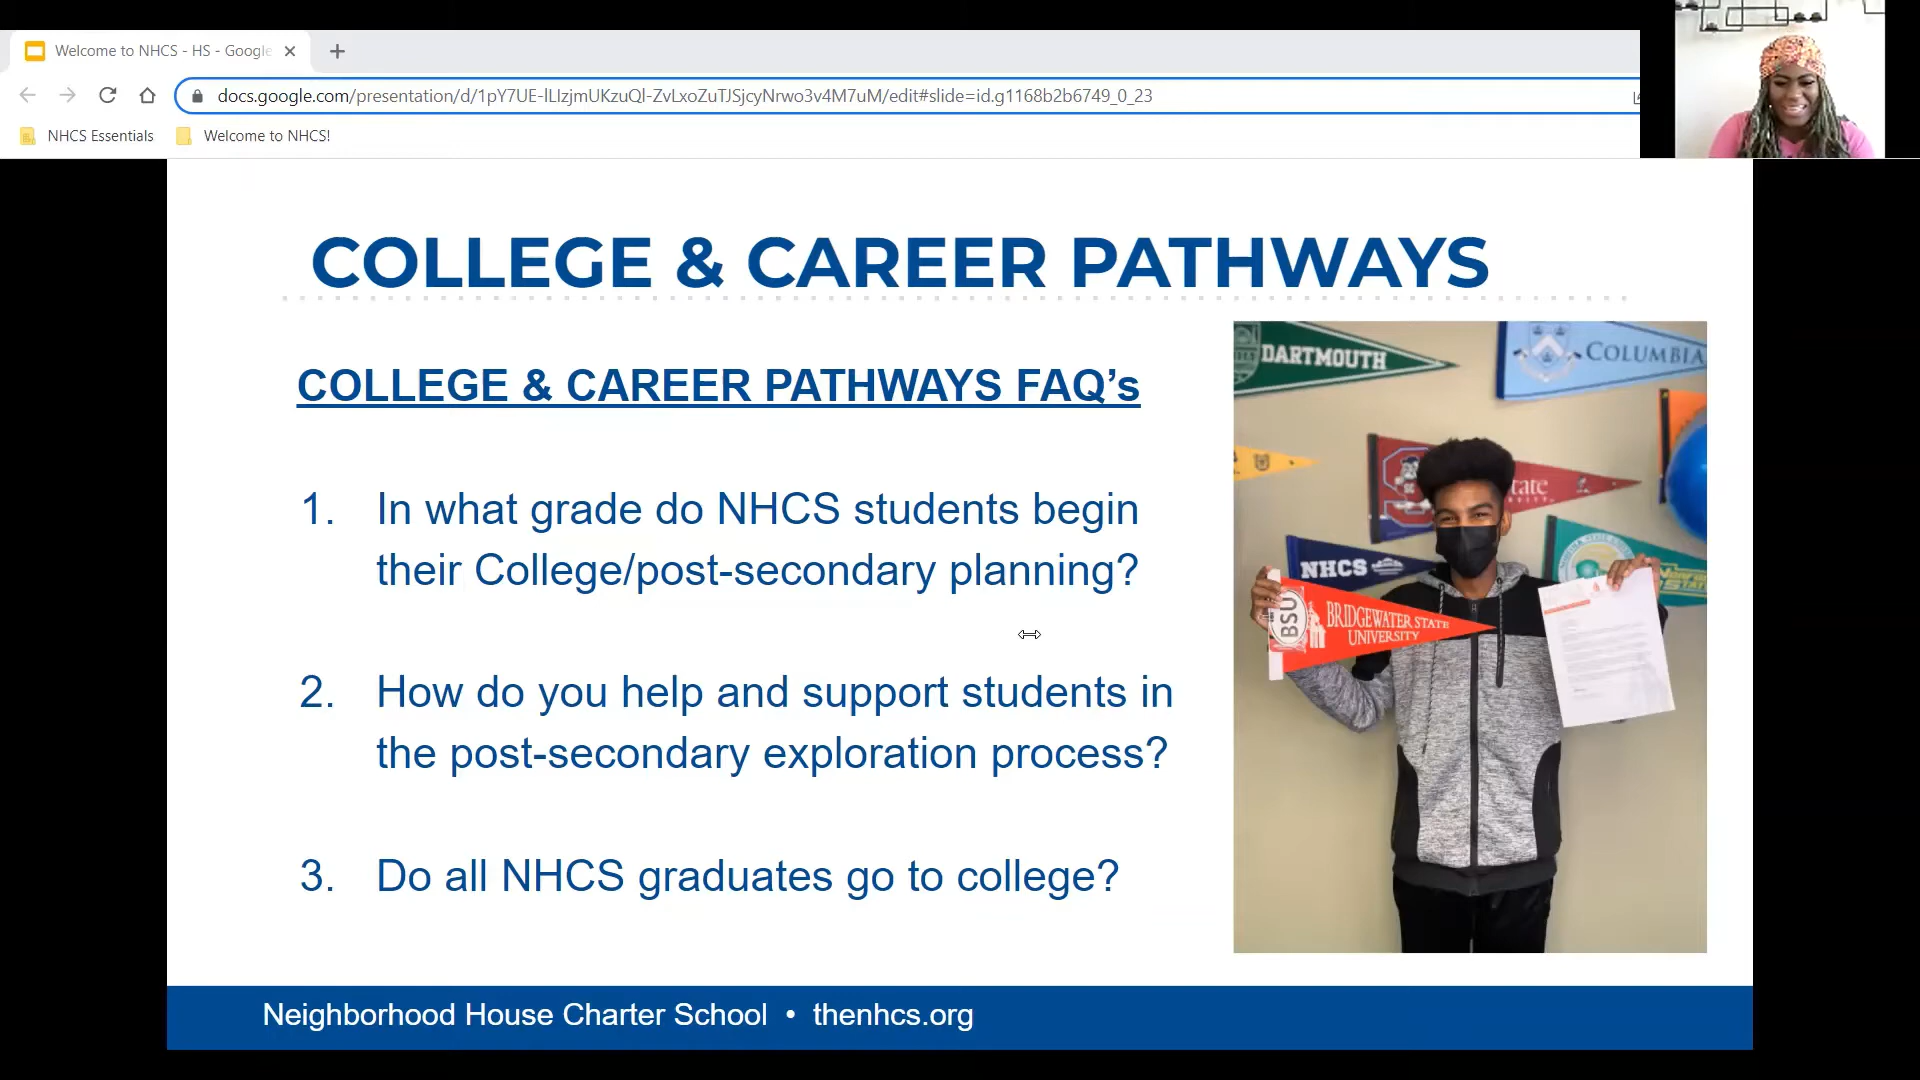 Welcome to NHCS - HS - Google
docs.google.com/presentation/d/1pY7UE-lLIzjmUKzuQl-ZvLxoZuTJSjcyNrwo3v4M7uM/edit#slide=id.g1168b2b6749_0_23
NHCS Essentials
Welcome to NHCS!
COLLEGE & CAREER PATHWAYS
COLLEGE & CAREER PATHWAYS FAQ’s
1. In what grade do NHCS students begin
their College/post-secondary planning?
2. How do you help and support students in
the post-secondary exploration process?
3. Do all NHCS graduates go to college?
DARTMOUTH
COLUMBIA
NHCS
BSU
BRIDGEWATER STATE
UNIVERSITY
Neighborhood House Charter School • thenhcs.org